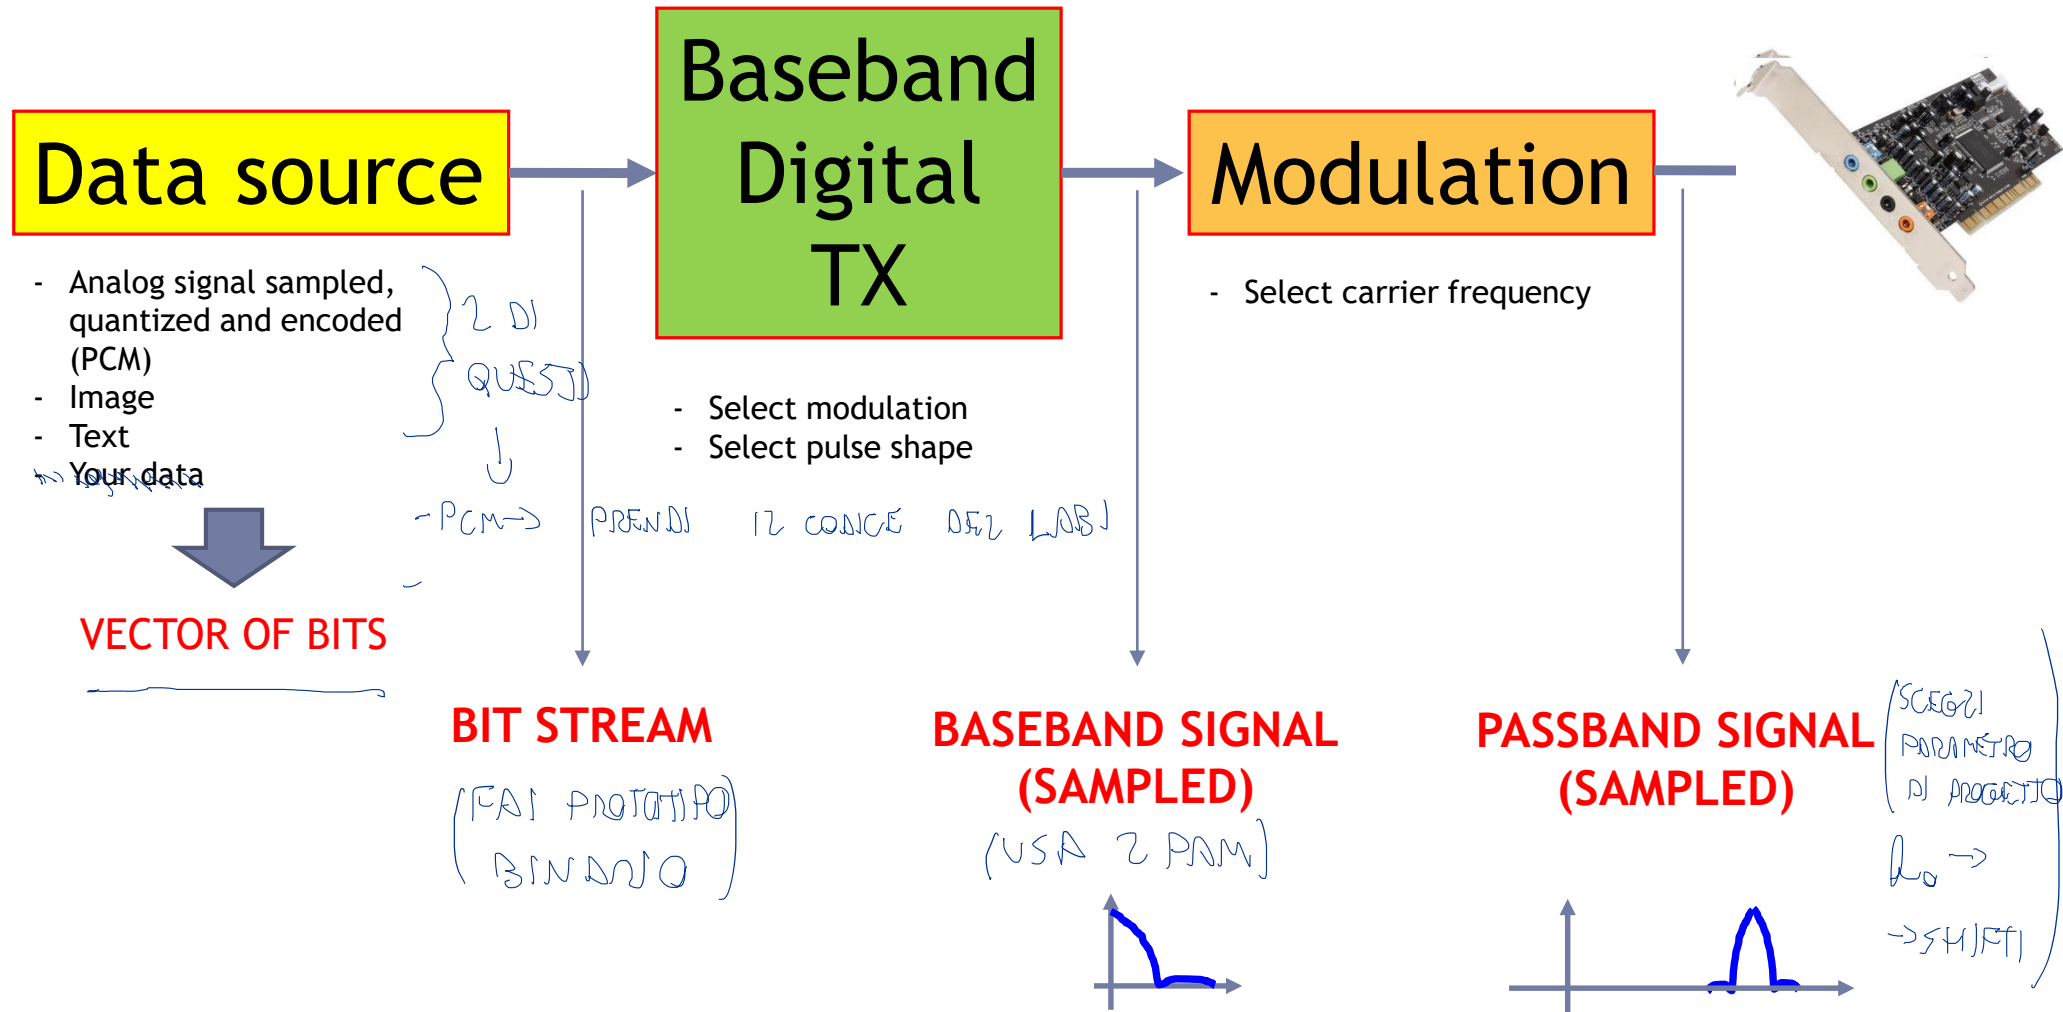 Data source
Baseband
Digital
TX
Modulation
- Analog signal sampled,
quantized and encoded
(PCM)
- Image
- Text
- Your data
2 DI
QUESTI
- PCM → PRENDI IL CODICE DEL LAB1
-
VECTOR OF BITS
- Select modulation
- Select pulse shape
- Select carrier frequency
BIT STREAM
(FAI PROTOTIPO
BINARIO)
BASEBAND SIGNAL
(SAMPLED)
(USA 2 PAM)
PASSBAND SIGNAL
(SAMPLED)
(SCEGLI
PARAMETRO
DI PROGETTO
→
→ SHIFTI)